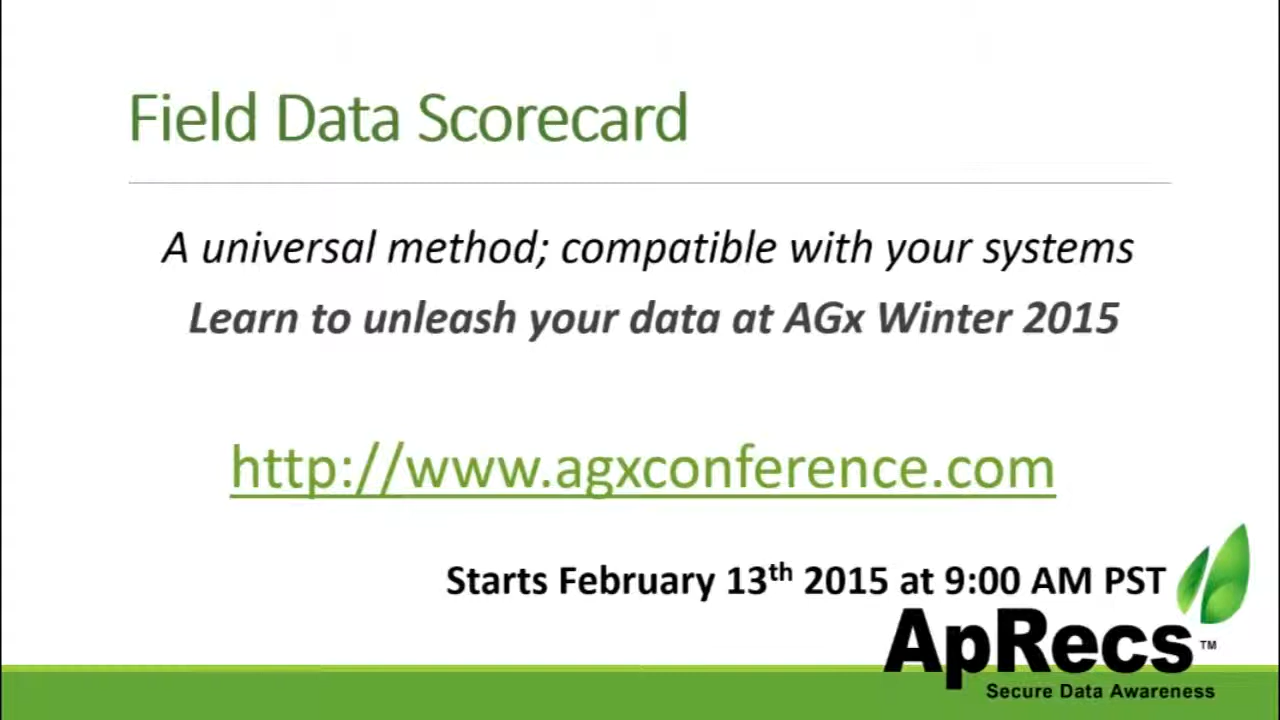 Field Data Scorecard
A universal method; compatible with your systems
Learn to unleash your data at AGx Winter 2015
http://www.agxconference.com
Starts February 13th 2015 at 9:00 AM PST
ApRecs™
Secure Data Awareness